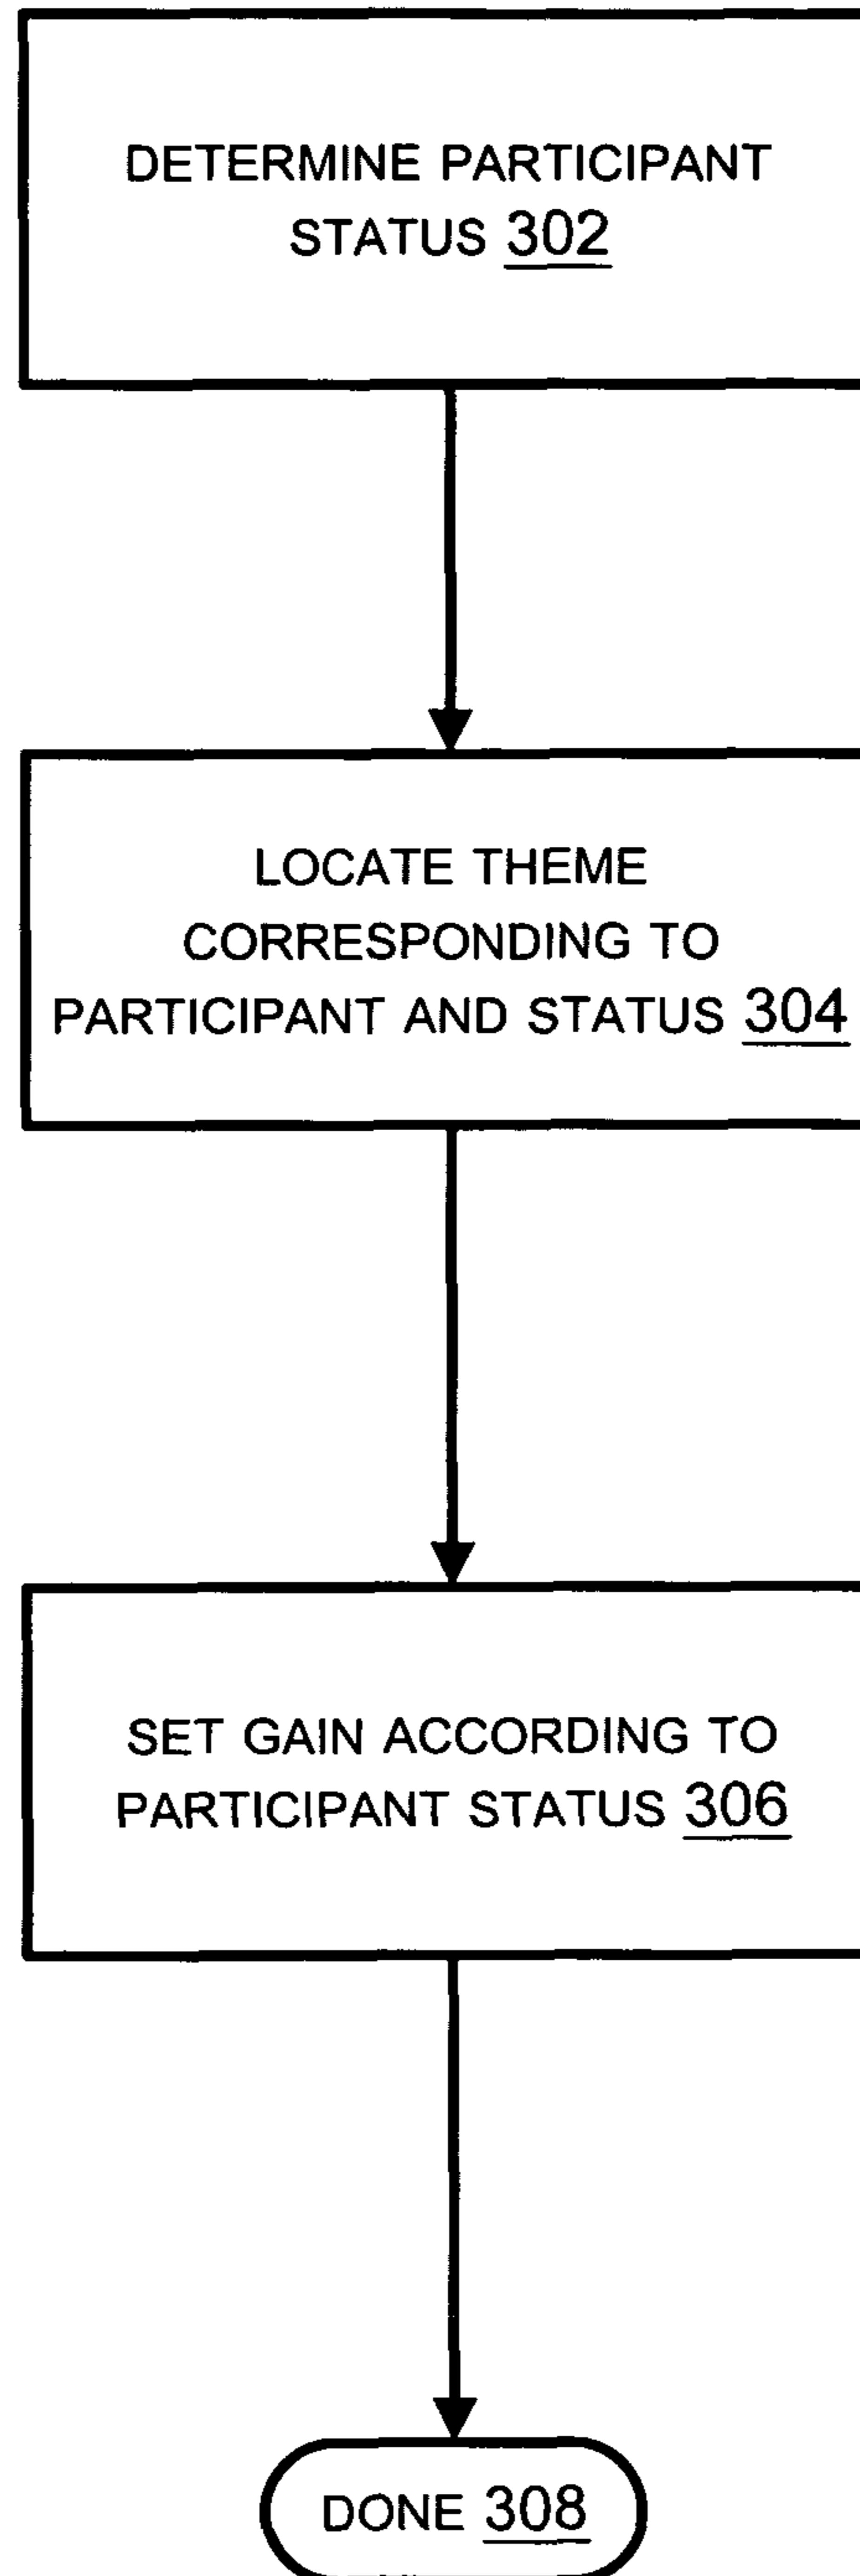 DETERMINE PARTICIPANT
STATUS 302
LOCATE THEME
CORRESPONDING TO
PARTICIPANT AND STATUS 304
SET GAIN ACCORDING TO
PARTICIPANT STATUS 306
DONE 308